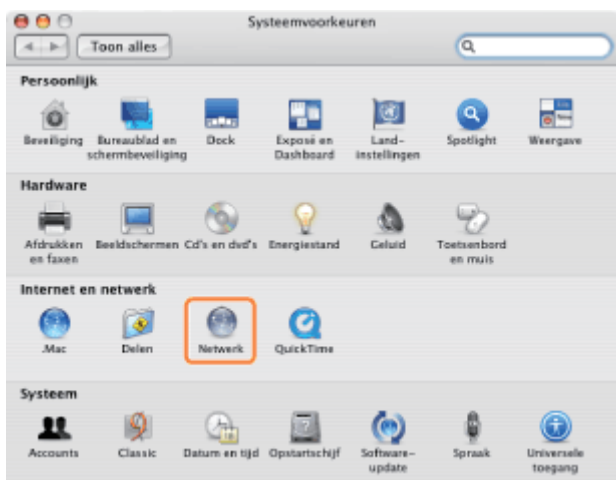 Systeemvoorkeuren
Toon alles
Persoonlijk
Beveiliging
Bureaublad en schermbeveiliging
Dock
Exposé en Dashboard
Land-instellingen
Spotlight
Weergave
Hardware
Afdrukken en faxen
Beeldschermen
Cd's en dvd's
Energiestand
Geluid
Toetsenbord en muis
Internet en netwerk
.Mac
Delen
Netwerk
QuickTime
Systeem
Accounts
Classic
Datum en tijd
Opstartschijf
Software-update
Spraak
Universele toegang